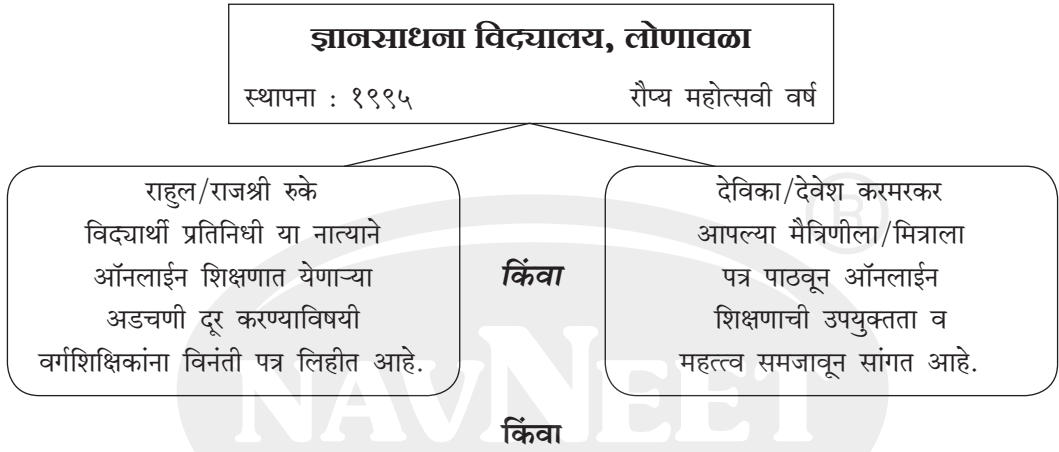 ज्ञानसाधना विद्यालय, लोणावळा
स्थापना : १९९५ रौप्य महोत्सवी वर्ष
राहुल/राजश्री रुके
विद्यार्थी प्रतिनिधी या नात्याने
ऑनलाईन शिक्षणात येणाऱ्या
अडचणी दूर करण्याविषयी
वर्गशिक्षिकांना विनंती पत्र लिहीत आहे.
किंवा
देविका/देवेश करमरकर
आपल्या मैत्रिणीला/मित्राला
पत्र पाठवून ऑनलाईन
शिक्षणाची उपयुक्तता व
महत्त्व समजावून सांगत आहे.
किंवा
NAVNEET
®